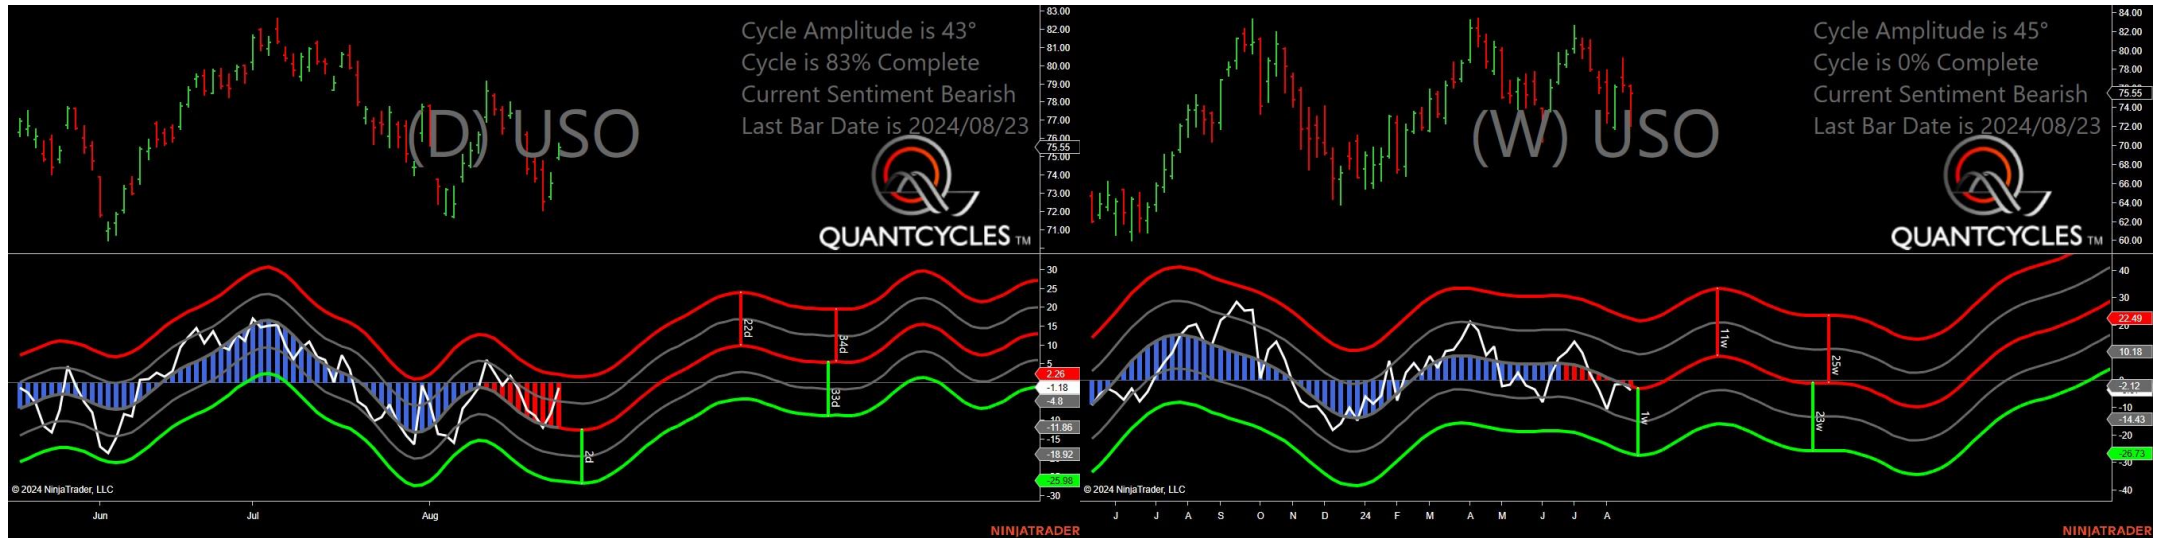 Cycle Amplitude is 43°
Cycle is 83% Complete
Current Sentiment Bearish
Last Bar Date is 2024/08/23
(D) USO
QUANTCYCLES TM
83.00
82.00
81.00
80.00
79.00
78.00
77.00
76.00
75.55
75.00
74.00
73.00
72.00
71.00
30
25
20
15
10
5
2.26
-1.18
-4.8
-11.86
-15
-18.92
-25.98
-30
22d
34d
33d
2d
© 2024 NinjaTrader, LLC
Jun
Jul
Aug
NINJATRADER
Cycle Amplitude is 45°
Cycle is 0% Complete
Current Sentiment Bearish
Last Bar Date is 2024/08/23
(W) USO
QUANTCYCLES TM
84.00
82.00
80.00
78.00
75.55
74.00
72.00
70.00
68.00
66.00
64.00
62.00
60.00
40
30
22.49
20
10.18
-2.12
-10
-14.43
-20
-26.73
-30
-40
11w
25w
1w
23w
© 2024 NinjaTrader, LLC
J J A S O N D 24 F M A M J J A
NINJATRADER